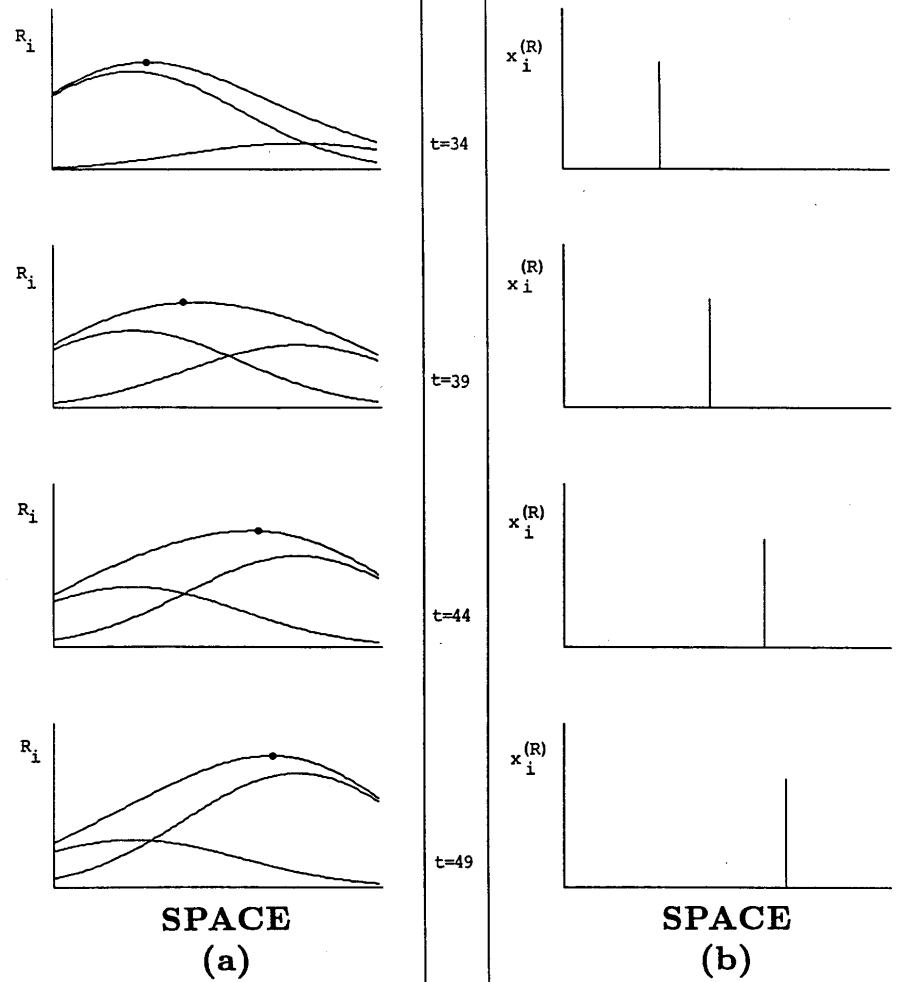 R_i
t=34
x_i^(R)
R_i
t=39
x_i^(R)
R_i
t=44
x_i^(R)
R_i
t=49
x_i^(R)
SPACE
SPACE
(a)
(b)